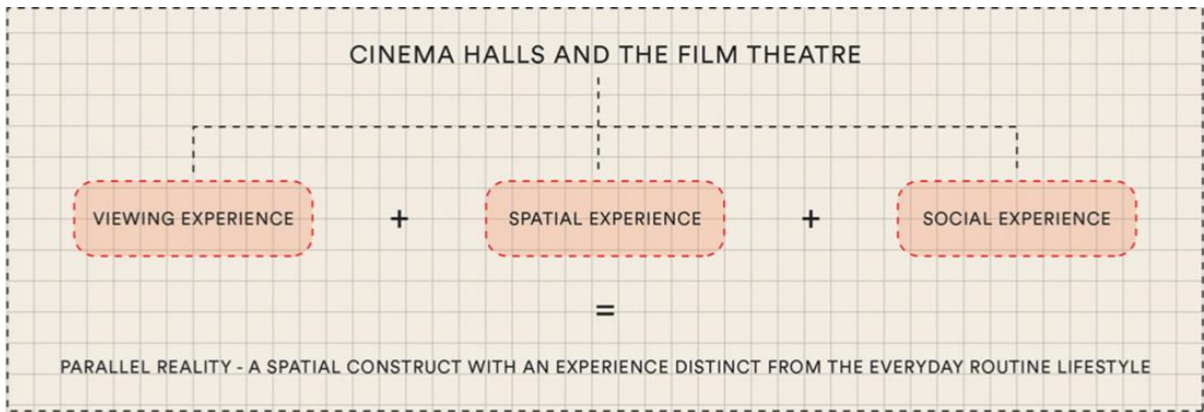 CINEMA HALLS AND THE FILM THEATRE
VIEWING EXPERIENCE + SPATIAL EXPERIENCE + SOCIAL EXPERIENCE
=
PARALLEL REALITY - A SPATIAL CONSTRUCT WITH AN EXPERIENCE DISTINCT FROM THE EVERYDAY ROUTINE LIFESTYLE